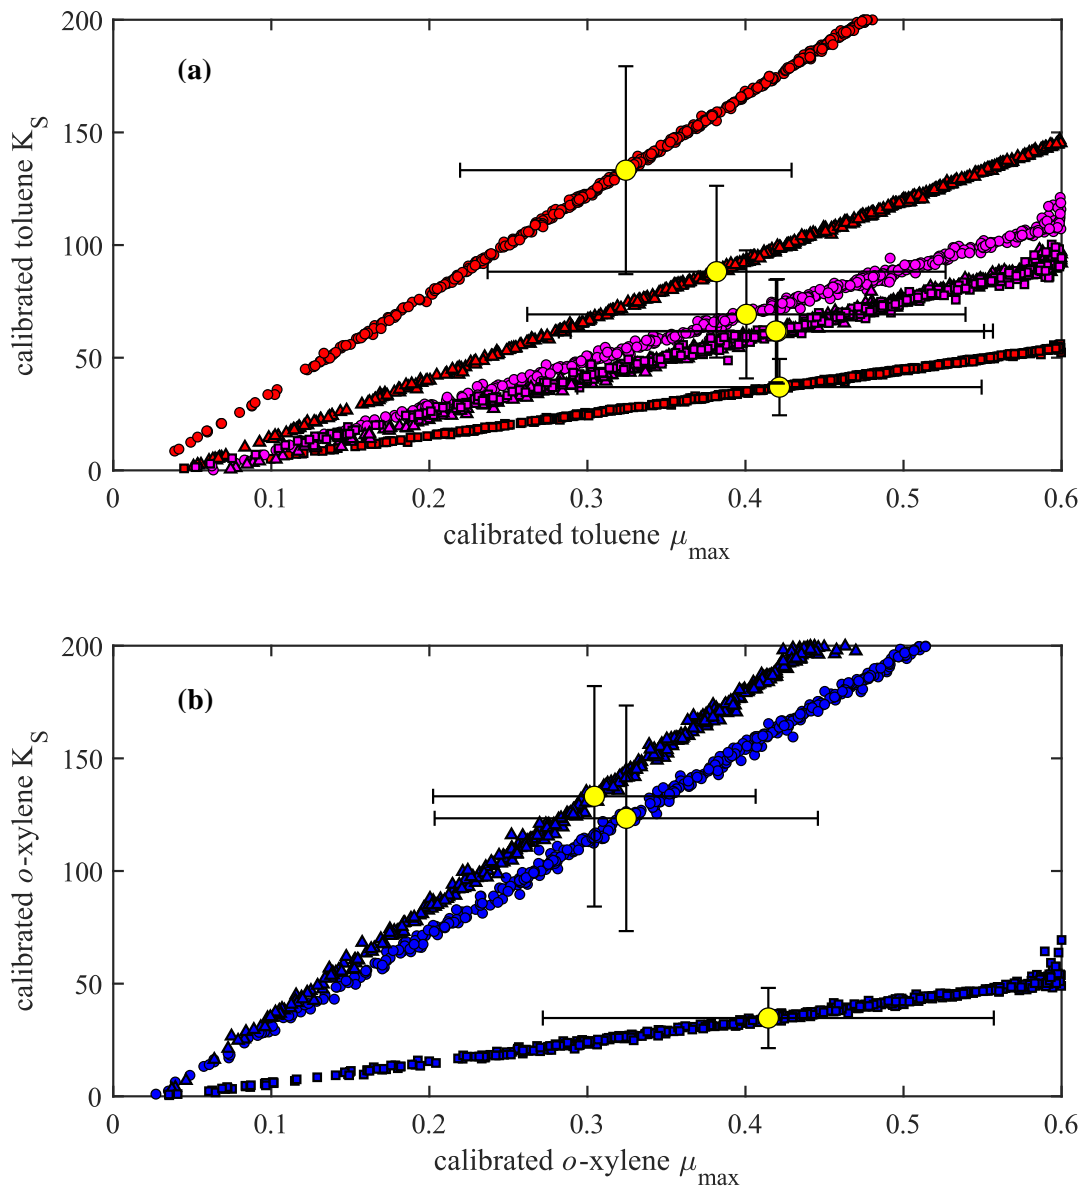 (a)
200
150
100
50
0
calibrated toluene K_S
0 0.1 0.2 0.3 0.4 0.5 0.6
calibrated toluene μ_max
(b)
200
150
100
50
0
calibrated o-xylene K_S
0 0.1 0.2 0.3 0.4 0.5 0.6
calibrated o-xylene μ_max